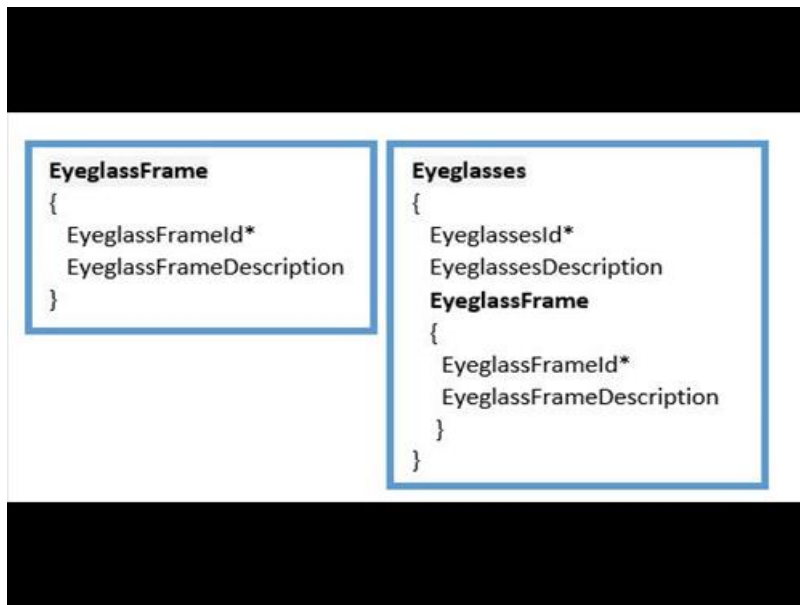 EyeglassFrame
{
EyeglassFrameId*
EyeglassFrameDescription
}
Eyeglasses
{
EyeglassesId*
EyeglassesDescription
EyeglassFrame
{
EyeglassFrameId*
EyeglassFrameDescription
}
}